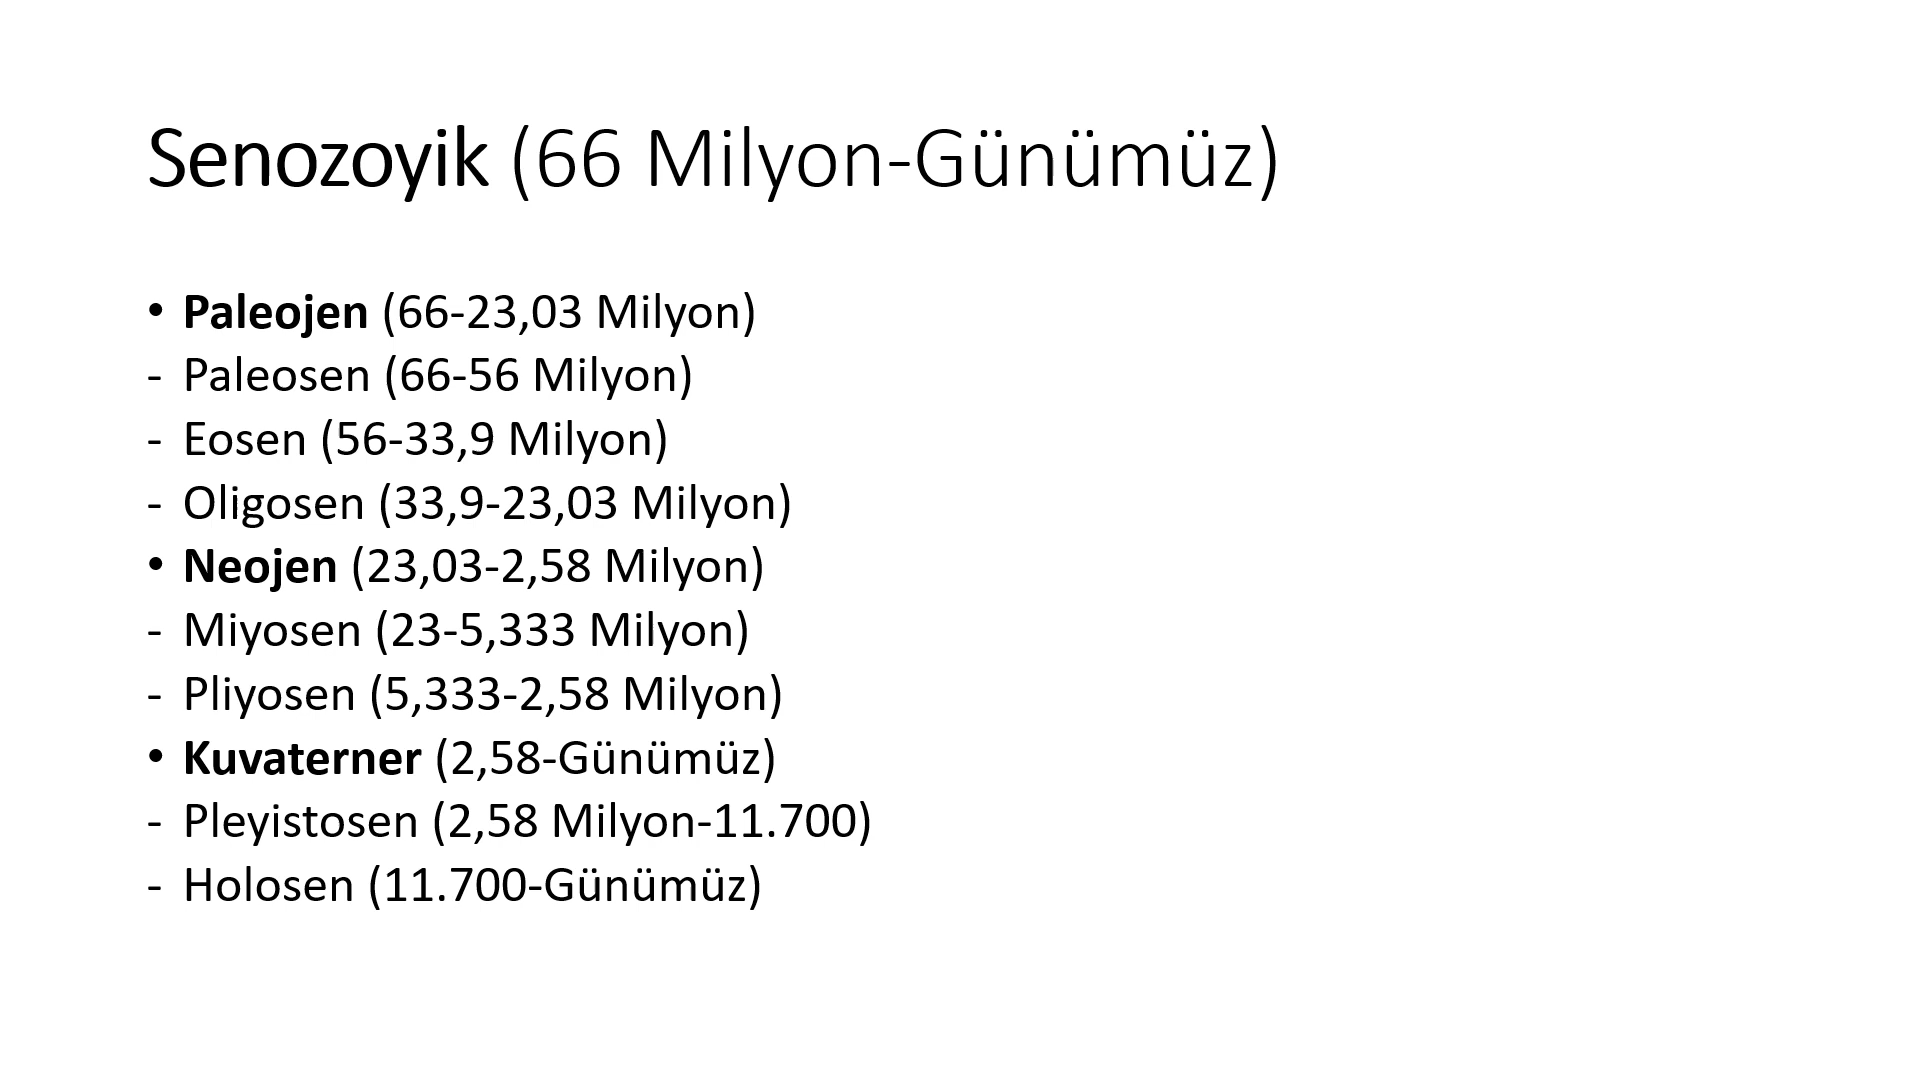 Senozoyik (66 Milyon-Günümüz)
• Paleojen (66-23,03 Milyon)
- Paleosen (66-56 Milyon)
- Eosen (56-33,9 Milyon)
- Oligosen (33,9-23,03 Milyon)
• Neojen (23,03-2,58 Milyon)
- Miyosen (23-5,333 Milyon)
- Pliyosen (5,333-2,58 Milyon)
• Kuvaterner (2,58-Günümüz)
- Pleyistosen (2,58 Milyon-11.700)
- Holosen (11.700-Günümüz)